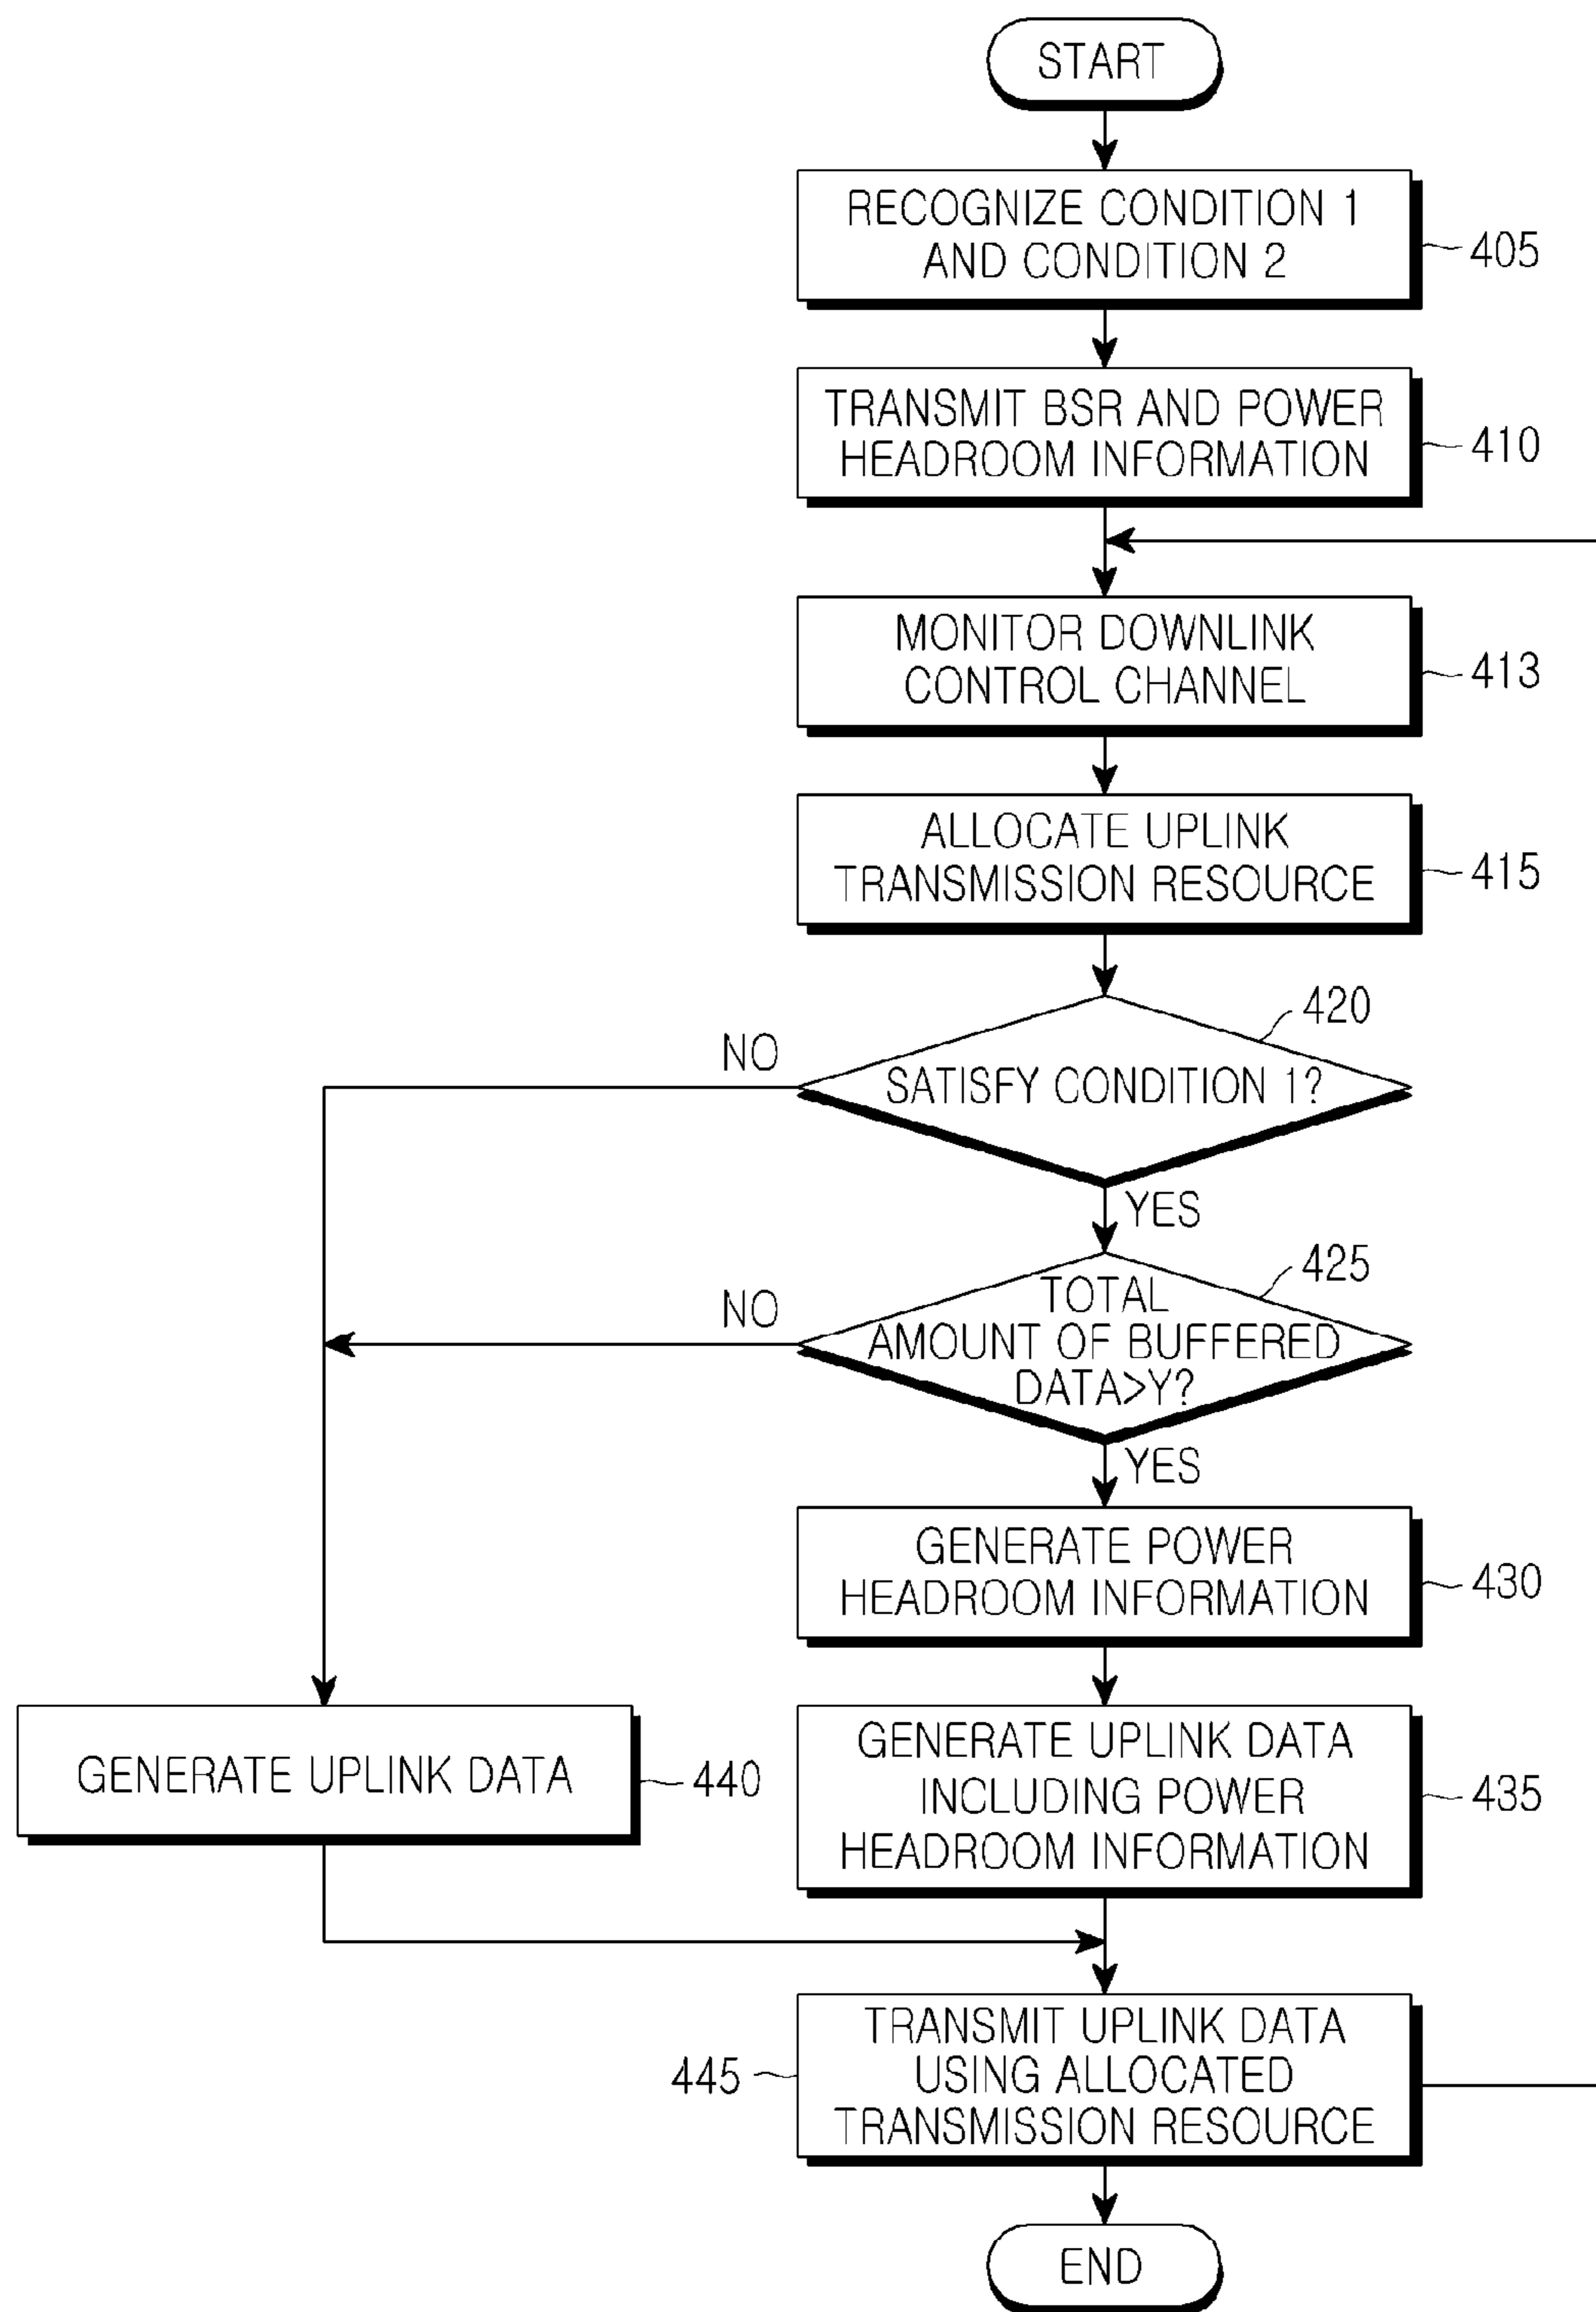 START
RECOGNIZE CONDITION 1
AND CONDITION 2
405
TRANSMIT BSR AND POWER
HEADROOM INFORMATION
410
MONITOR DOWNLINK
CONTROL CHANNEL
413
ALLOCATE UPLINK
TRANSMISSION RESOURCE
415
420
NO
SATISFY CONDITION 1?
YES
425
NO
TOTAL
AMOUNT OF BUFFERED
DATA>Y?
YES
GENERATE POWER
HEADROOM INFORMATION
430
GENERATE UPLINK DATA
440
GENERATE UPLINK DATA
INCLUDING POWER
HEADROOM INFORMATION
435
TRANSMIT UPLINK DATA
USING ALLOCATED
TRANSMISSION RESOURCE
445
END